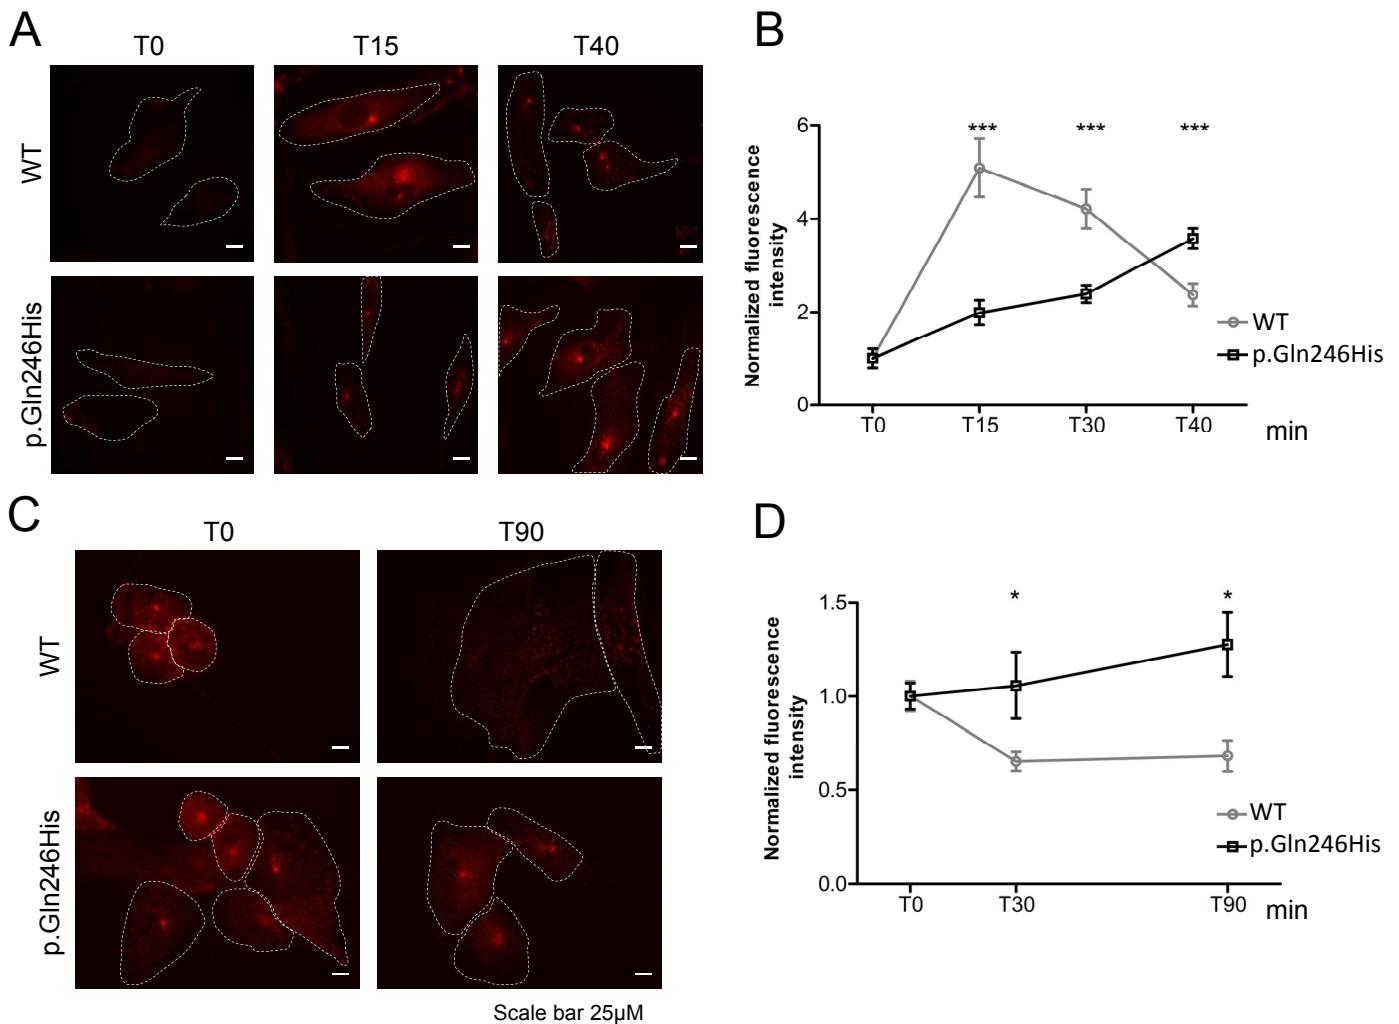 A
T0 T15 T40
WT
p.Gln246His
B
Normalized fluorescence
intensity
6
4
2
0
*** *** ***
T0 T15 T30 T40 min
WT
p.Gln246His
C
T0 T90
WT
p.Gln246His
Scale bar 25µM
D
Normalized fluorescence
intensity
1.5
1.0
0.5
0.0
* *
T0 T30 T90 min
WT
p.Gln246His